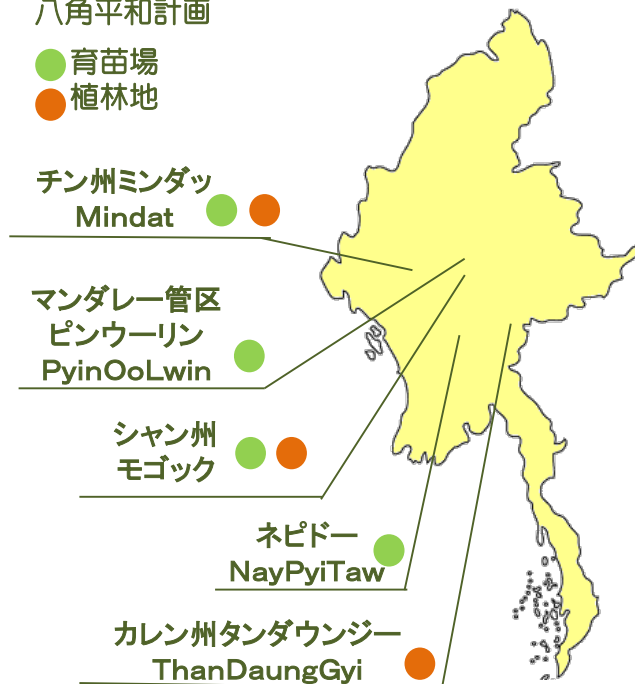 八角平和計画
育苗場
植林地
チン州ミンダッ
Mindat
マンダレー管区
ピンウーリン
PyinOoLwin
シャン州
モゴック
ネピドー
NayPyiTaw
カレン州タンダウンジー
ThanDaungGyi